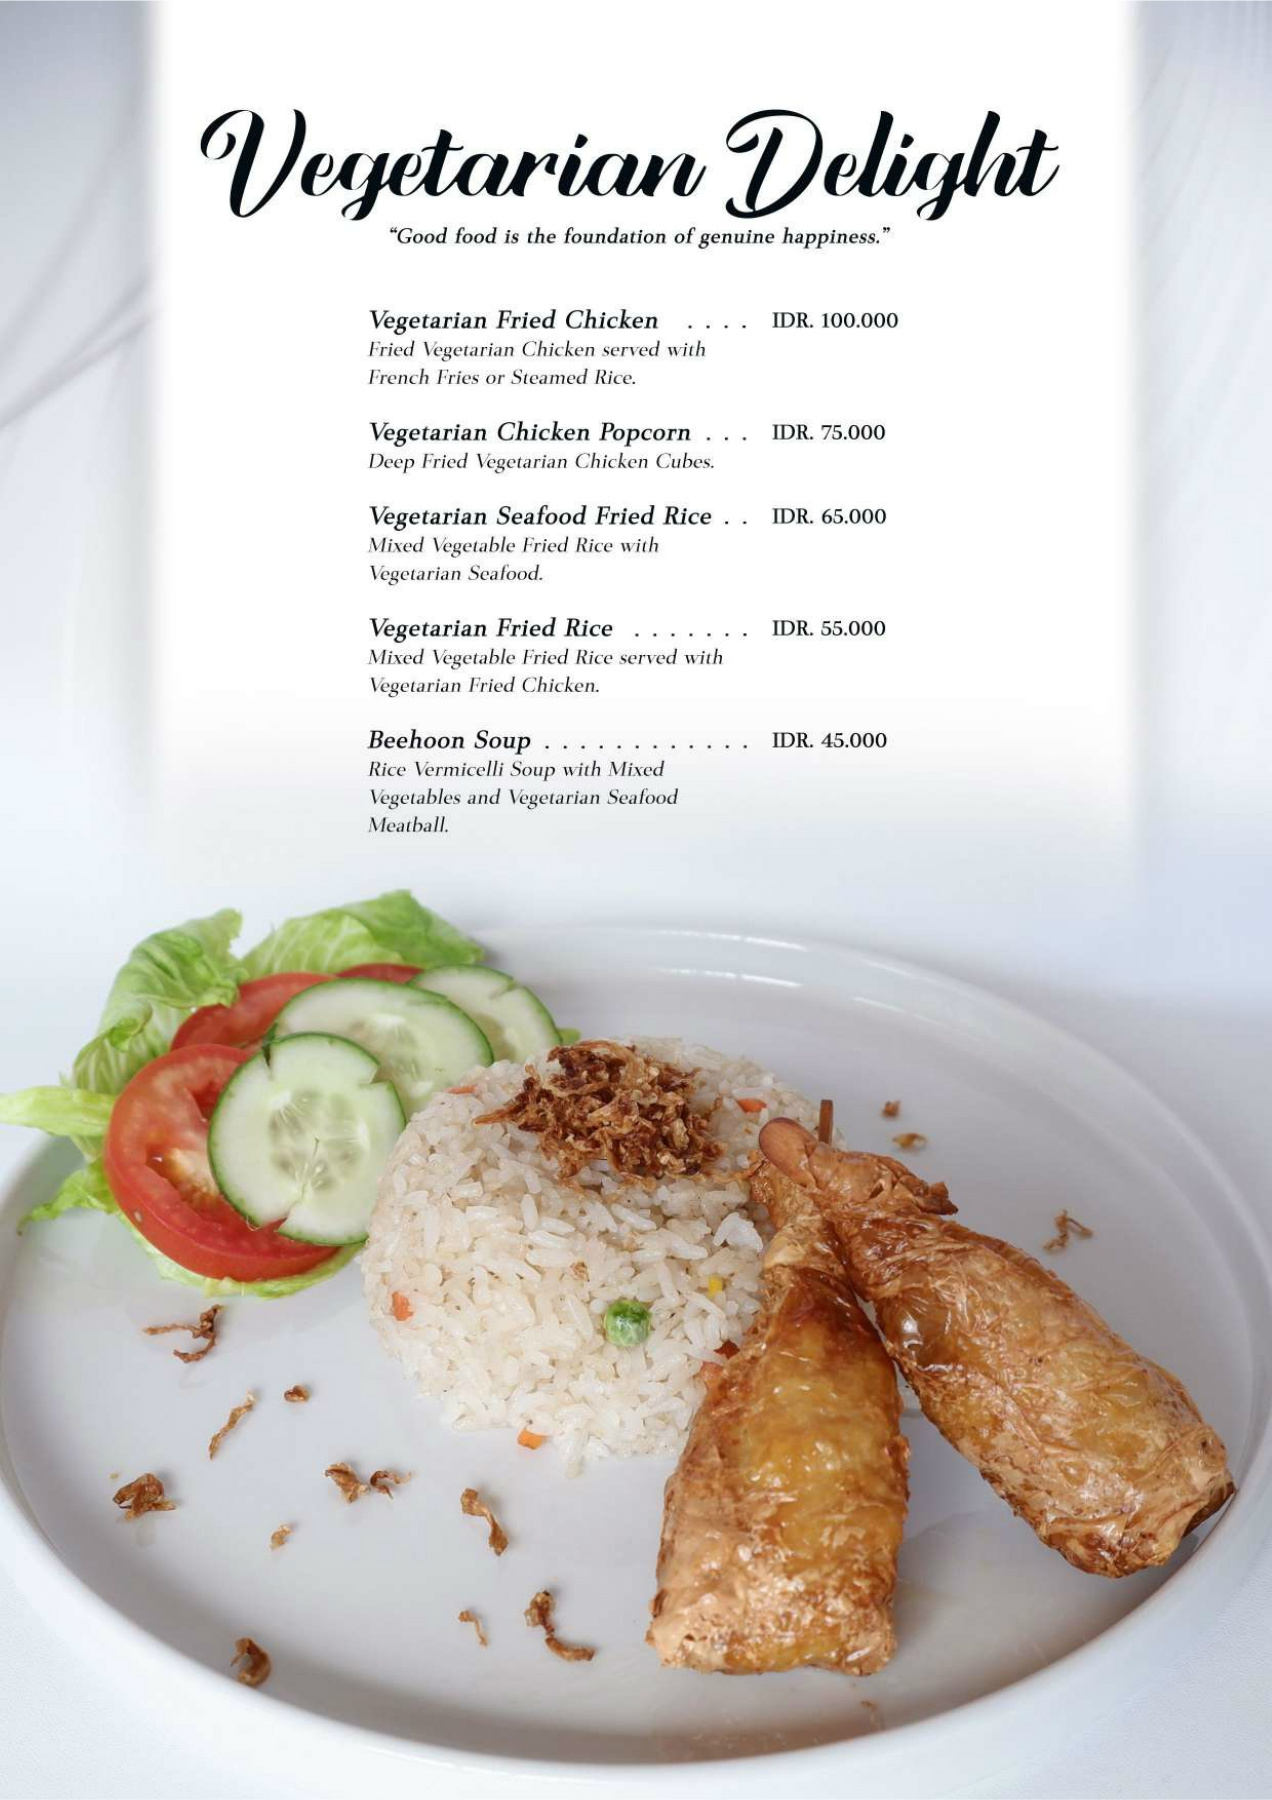 Vegetarian Delight
“Good food is the foundation of genuine happiness.”
Vegetarian Fried Chicken . . . . IDR. 100.000
Fried Vegetarian Chicken served with
French Fries or Steamed Rice.
Vegetarian Chicken Popcorn . . . IDR. 75.000
Deep Fried Vegetarian Chicken Cubes.
Vegetarian Seafood Fried Rice . . IDR. 65.000
Mixed Vegetable Fried Rice with
Vegetarian Seafood.
Vegetarian Fried Rice . . . . . . . IDR. 55.000
Mixed Vegetable Fried Rice served with
Vegetarian Fried Chicken.
Beehoon Soup . . . . . . . . . . . . IDR. 45.000
Rice Vermicelli Soup with Mixed
Vegetables and Vegetarian Seafood
Meatball.